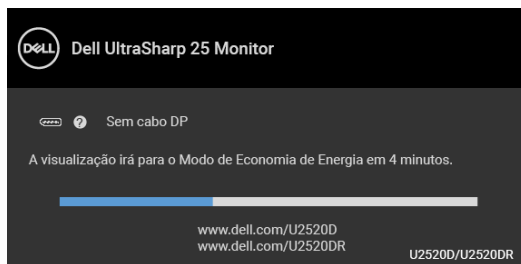 DELL Dell UltraSharp 25 Monitor
? Sem cabo DP
A visualização irá para o Modo de Economia de Energia em 4 minutos.
www.dell.com/U2520D
www.dell.com/U2520DR
U2520D/U2520DR